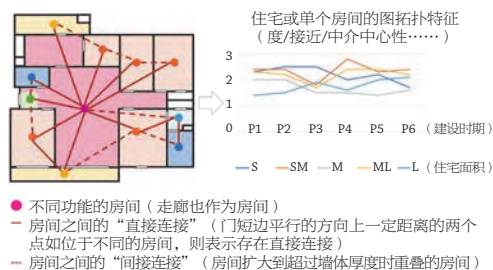 住宅或单个房间的图拓扑特征
（度/接近/中介中心性……）
3
2
1
0 P1 P2 P3 P4 P5 P6 （建设时期）
S SM M ML L （住宅面积）
不同功能的房间（走廊也作为房间）
房间之间的“直接连接”（门短边平行的方向上一定距离的两个
点如位于不同的房间，则表示存在直接连接）
房间之间的“间接连接”（房间扩大到超过墙体厚度时重叠的房间）